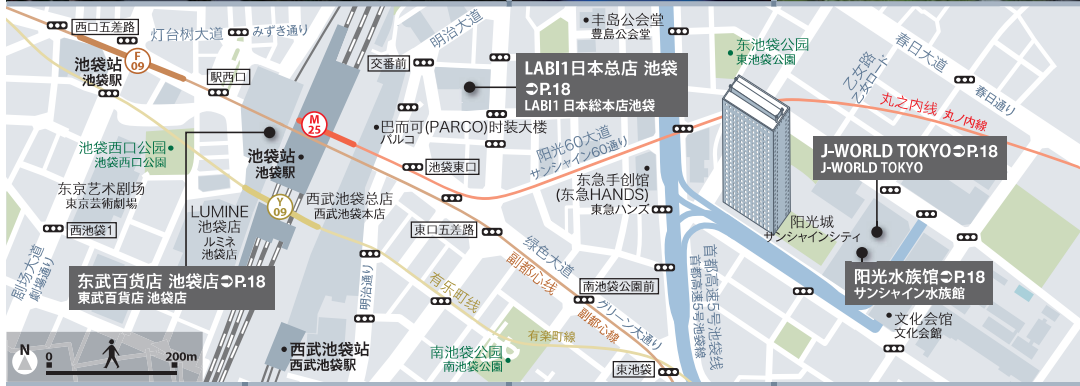 西口五差路
灯台树大道
みずき通り
池袋站
池袋駅
F
09
駅西口
明治大道
交番前
丰岛公会堂
豊島公会堂
LABI1日本总店 池袋
➲P.18
LABI1 日本総本店池袋
东池袋公园
東池袋公園
乙女路
乙女ロード
春日大道
春日通り
丸之内线
丸ノ内線
M
25
巴而可(PARCO)时装大楼
パルコ
池袋西口公园
池袋西口公園
池袋站
池袋駅
池袋東口
阳光60大道
サンシャイン60通り
东急手创馆
(东急HANDS)
東急ハンズ
J-WORLD TOKYO➲P.18
J-WORLD TOKYO
东京艺术剧场
東京芸術劇場
西池袋1
LUMINE
池袋店
ルミネ
池袋店
Y
09
西武池袋总店
西武池袋本店
東口五差路
阳光城
サンシャインシティ
剧场大道
劇場通り
东武百货店 池袋店➲P.18
東武百貨店 池袋店
明治通り
有乐町线
有楽町線
绿色大道
グリーン大通り
副都心线
副都心線
南池袋公園前
首都高速5号池袋线
首都高速5号池袋線
阳光水族馆➲P.18
サンシャイン水族館
文化会馆
文化会館
N
0
200m
西武池袋站
西武池袋駅
南池袋公园
南池袋公園
東池袋